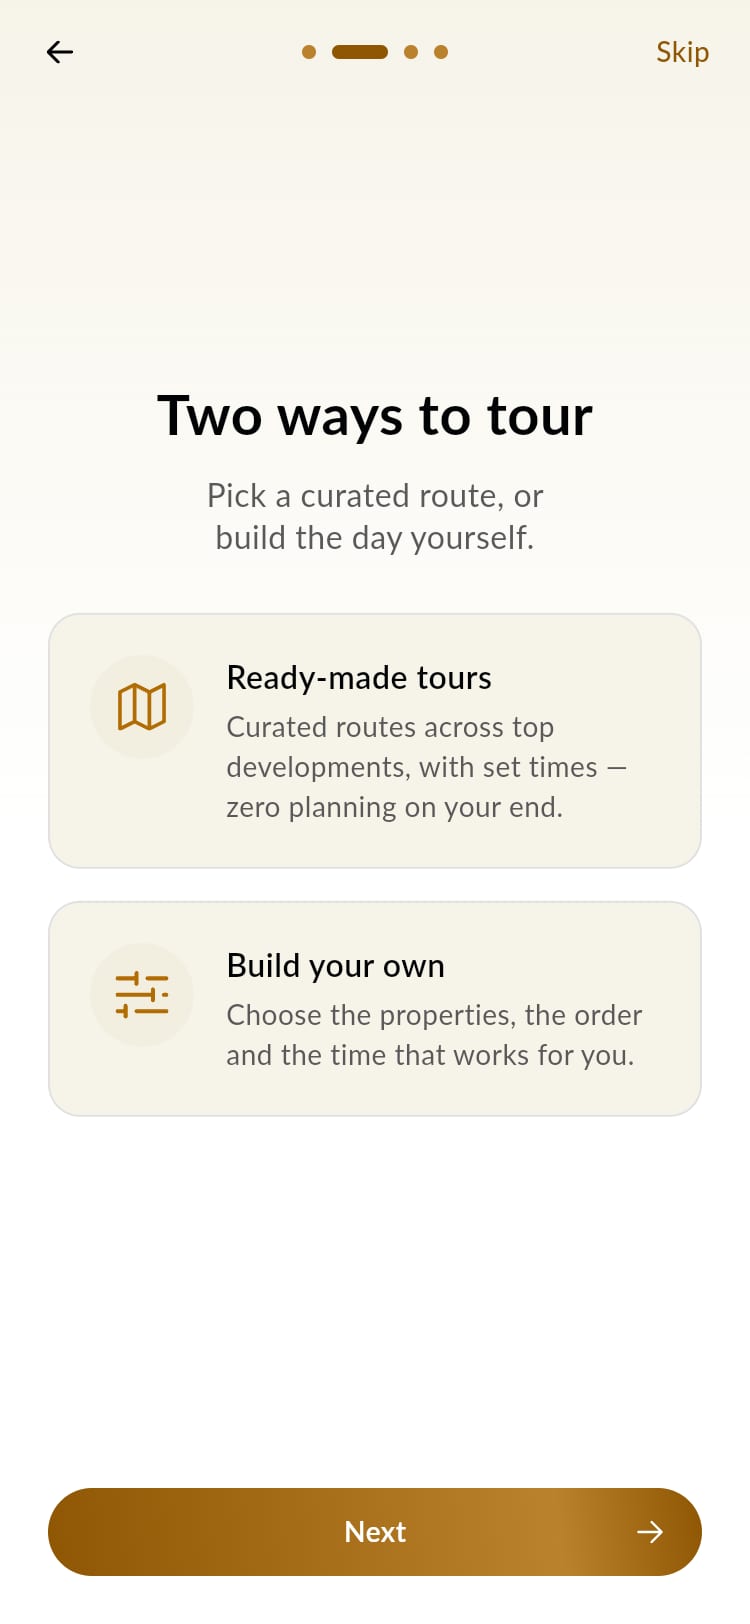 Skip
Two ways to tour
Pick a curated route, or
build the day yourself.
Ready-made tours
Curated routes across top
developments, with set times —
zero planning on your end.
Build your own
Choose the properties, the order
and the time that works for you.
Next